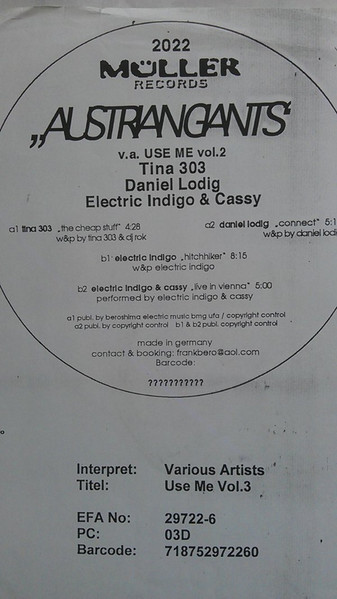 2022
MÜLLER
RECORDS
„AUSTRIANGIANTS“
v.a. USE ME vol.2
Tina 303
Daniel Lodig
Electric Indigo & Cassy
a1 tina 303 „the cheap stuff“ 4:28
w&p by tina 303 & dj rok
a2 daniel lodig „connect“ 5:1
w&p by daniel lodi
b1 electric indigo „hitchhiker“ 8:15
w&p electric indigo
b2 electric indigo & cassy „live in vienna“ 5:00
performed by electric indigo & cassy
a1 publ. by beroshima electric music bmg ufa / copyright control
a2 publ. by copyright control b1 & b2 publ. copyright control
made in germany
contact & booking: frankbero@aol.com
Barcode:
???????????
Interpret: Various Artists
Titel: Use Me Vol.3
EFA No: 29722-6
PC: 03D
Barcode: 718752972260